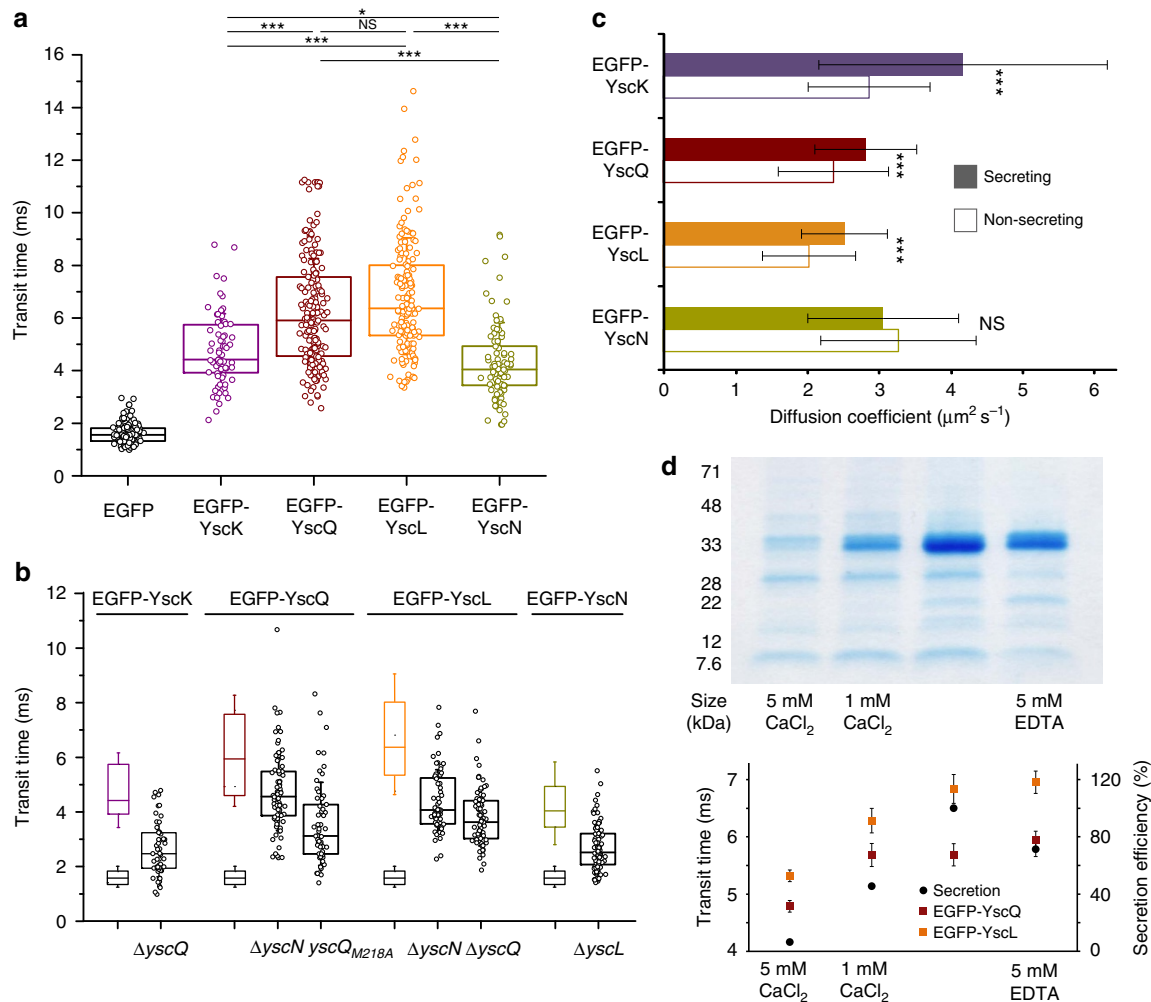 a
*
*** NS ***
***
***
16
14
12
10
8
6
4
2
0
Transit time (ms)
EGFP
EGFP-
YscK
EGFP-
YscQ
EGFP-
YscL
EGFP-
YscN
b
12
10
8
6
4
2
0
Transit time (ms)
EGFP-YscK EGFP-YscQ EGFP-YscL EGFP-YscN
ΔyscQ ΔyscN yscQM218A ΔyscN ΔyscQ ΔyscL
c
EGFP-
YscK
***
EGFP-
YscQ
***
EGFP-
YscL
***
EGFP-
YscN
NS
Secreting
Non-secreting
0 1 2 3 4 5 6
Diffusion coefficient (μm² s⁻¹)
d
71
48
33
28
22
12
7.6
Size
(kDa)
5 mM
CaCl₂
1 mM
CaCl₂
5 mM
EDTA
7
6
5
4
Transit time (ms)
120
80
40
0
Secretion efficiency (%)
Secretion
EGFP-YscQ
EGFP-YscL
5 mM
CaCl₂
1 mM
CaCl₂
5 mM
EDTA